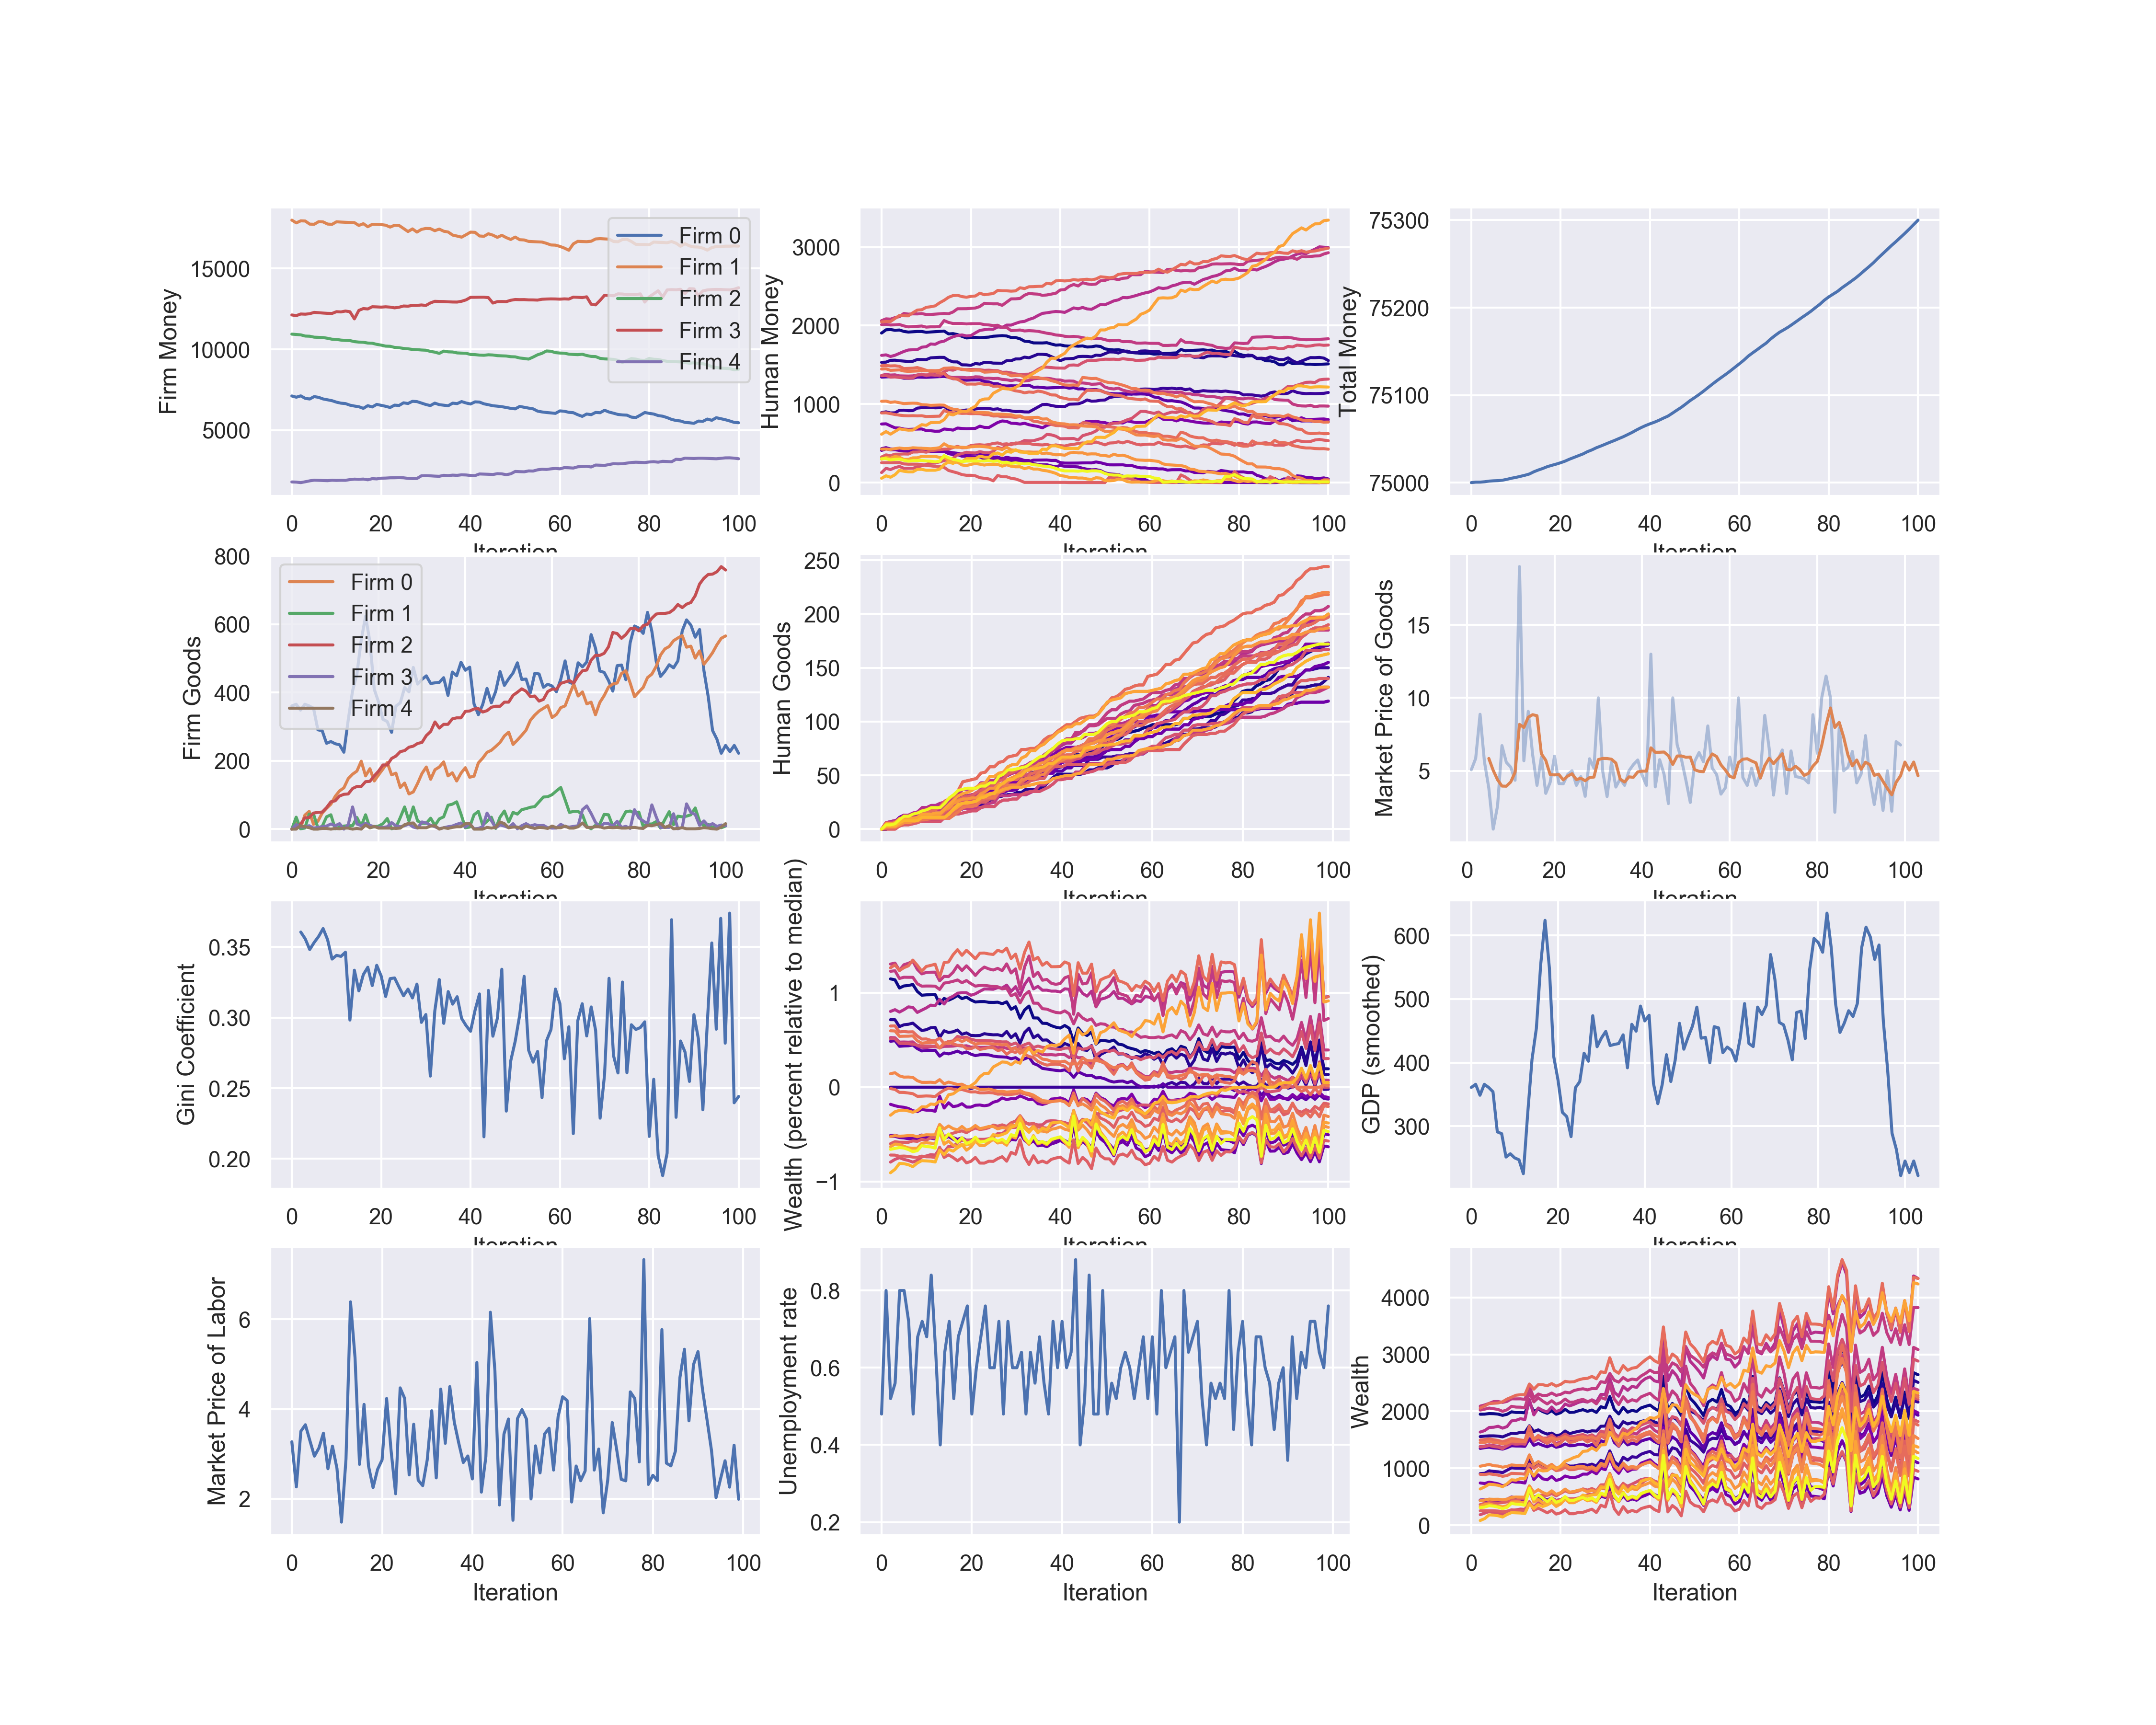 Firm Money
15000
10000
5000
0 20 40 60 80 100
Iteration
Firm 0
Firm 1
Firm 2
Firm 3
Firm 4
Human Money
3000
2000
1000
0
0 20 40 60 80 100
Iteration
Total Money
75300
75200
75100
75000
0 20 40 60 80 100
Iteration
Firm Goods
800
600
400
200
0
0 20 40 60 80 100
Iteration
Firm 0
Firm 1
Firm 2
Firm 3
Firm 4
Human Goods
250
200
150
100
50
0
0 20 40 60 80 100
Iteration
Market Price of Goods
15
10
5
0 20 40 60 80 100
Iteration
Gini Coefficient
0.35
0.30
0.25
0.20
0 20 40 60 80 100
Iteration
Wealth (percent relative to median)
1
0
−1
0 20 40 60 80 100
Iteration
GDP (smoothed)
600
500
400
300
0 20 40 60 80 100
Iteration
Market Price of Labor
6
4
2
0 20 40 60 80 100
Iteration
Unemployment rate
0.8
0.6
0.4
0.2
0 20 40 60 80 100
Iteration
Wealth
4000
3000
2000
1000
0
0 20 40 60 80 100
Iteration